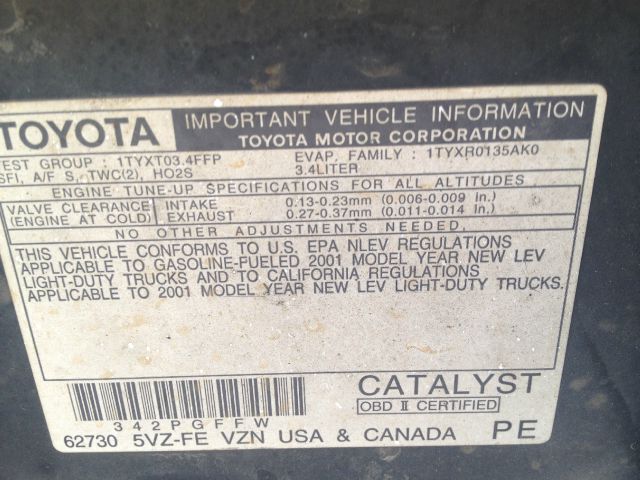 TOYOTA
IMPORTANT VEHICLE INFORMATION
TOYOTA MOTOR CORPORATION
TEST GROUP : 1TYXT03.4FFP EVAP. FAMILY : 1TYXR0135AK0
SFI, A/F S, TWC(2), HO2S 3.4LITER
ENGINE TUNE-UP SPECIFICATIONS FOR ALL ALTITUDES
VALVE CLEARANCE INTAKE 0.13-0.23mm (0.006-0.009 in.)
(ENGINE AT COLD) EXHAUST 0.27-0.37mm (0.011-0.014 in.)
NO OTHER ADJUSTMENTS NEEDED.
THIS VEHICLE CONFORMS TO U.S. EPA NLEV REGULATIONS
APPLICABLE TO GASOLINE-FUELED 2001 MODEL YEAR NEW LEV
LIGHT-DUTY TRUCKS AND TO CALIFORNIA REGULATIONS
APPLICABLE TO 2001 MODEL YEAR NEW LEV LIGHT-DUTY TRUCKS.
342PGFFW
CATALYST
OBD II CERTIFIED
62730 5VZ-FE VZN USA & CANADA PE